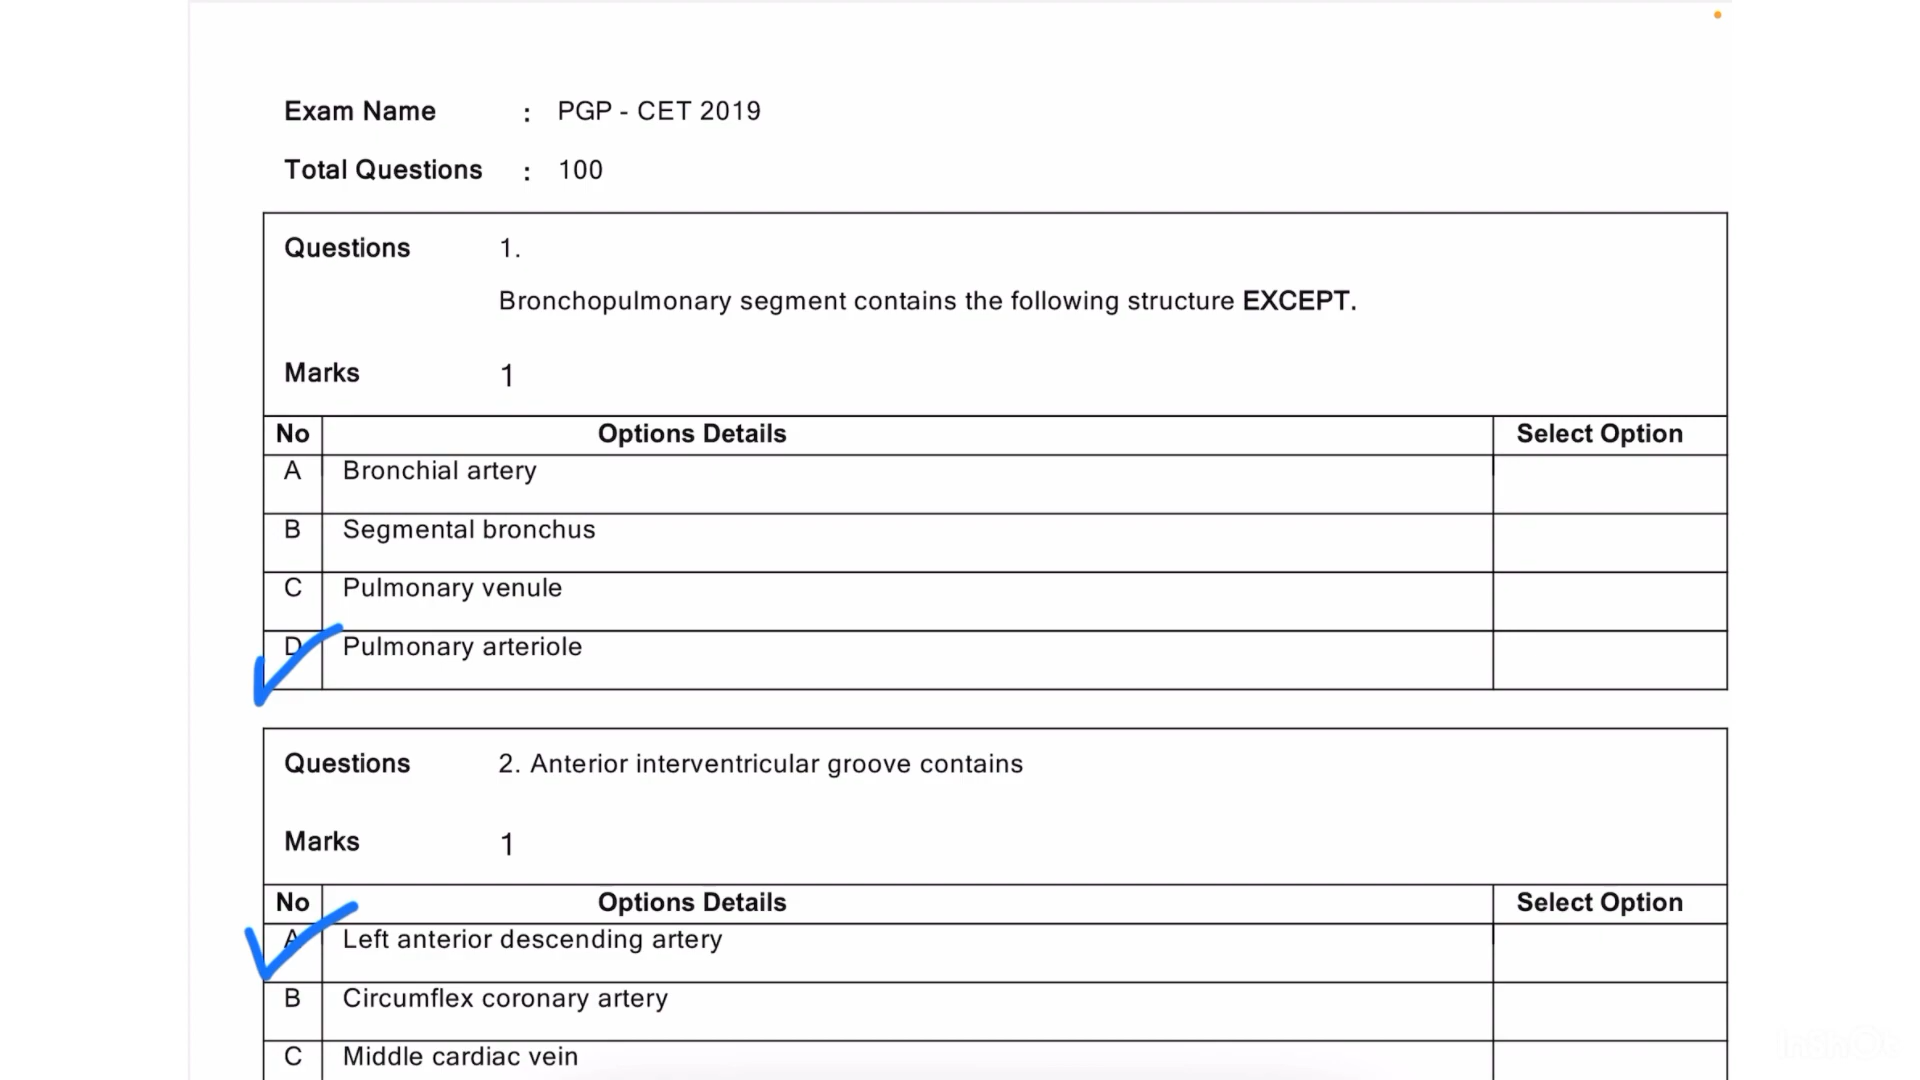 Exam Name : PGP - CET 2019
Total Questions : 100
Questions 1.
Bronchopulmonary segment contains the following structure EXCEPT.
Marks 1
No Options Details Select Option
A Bronchial artery
B Segmental bronchus
C Pulmonary venule
D Pulmonary arteriole
Questions 2. Anterior interventricular groove contains
Marks 1
No Options Details Select Option
A Left anterior descending artery
B Circumflex coronary artery
C Middle cardiac vein